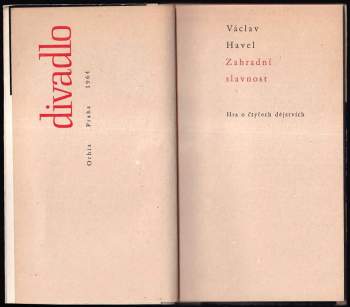 divadlo
Orbis Praha 1964
Václav
Havel
Zahradní
slavnost
Hra o čtyřech dějstvích